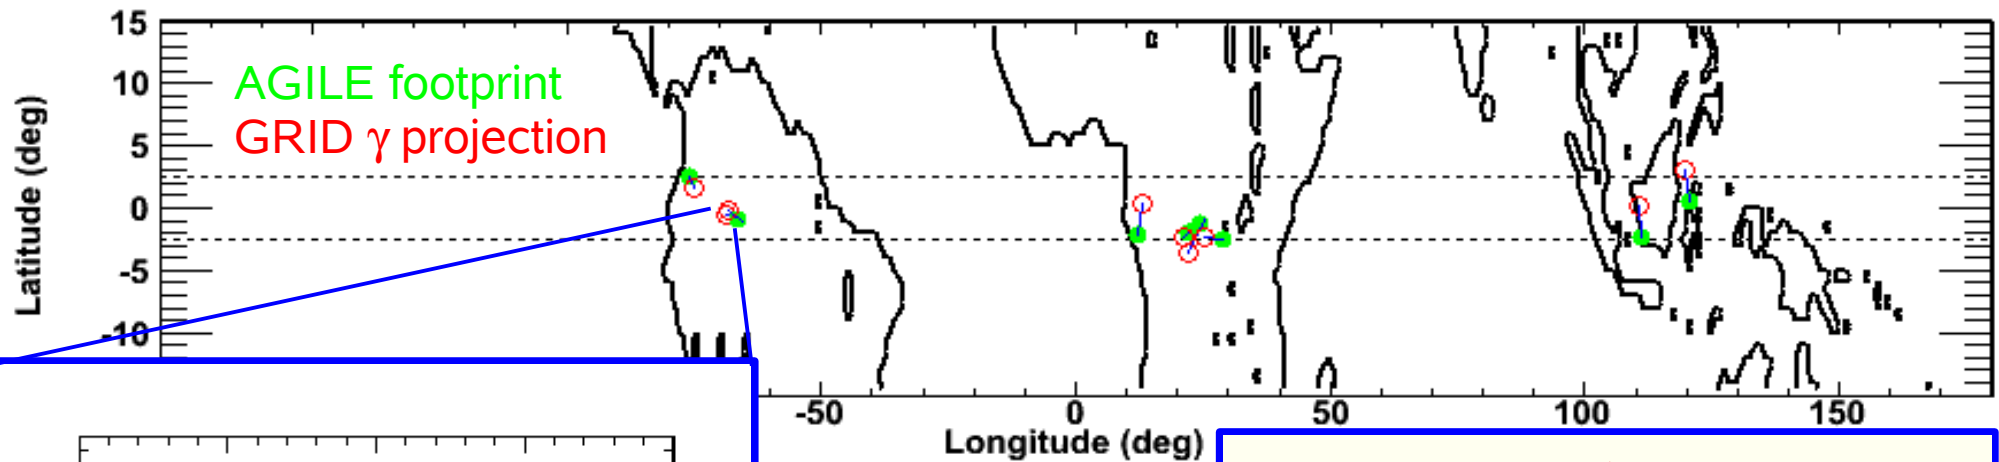 15
10
5
0
-5
-10
Latitude (deg)
AGILE footprint
GRID γ projection
-50
0
50
100
150
Longitude (deg)